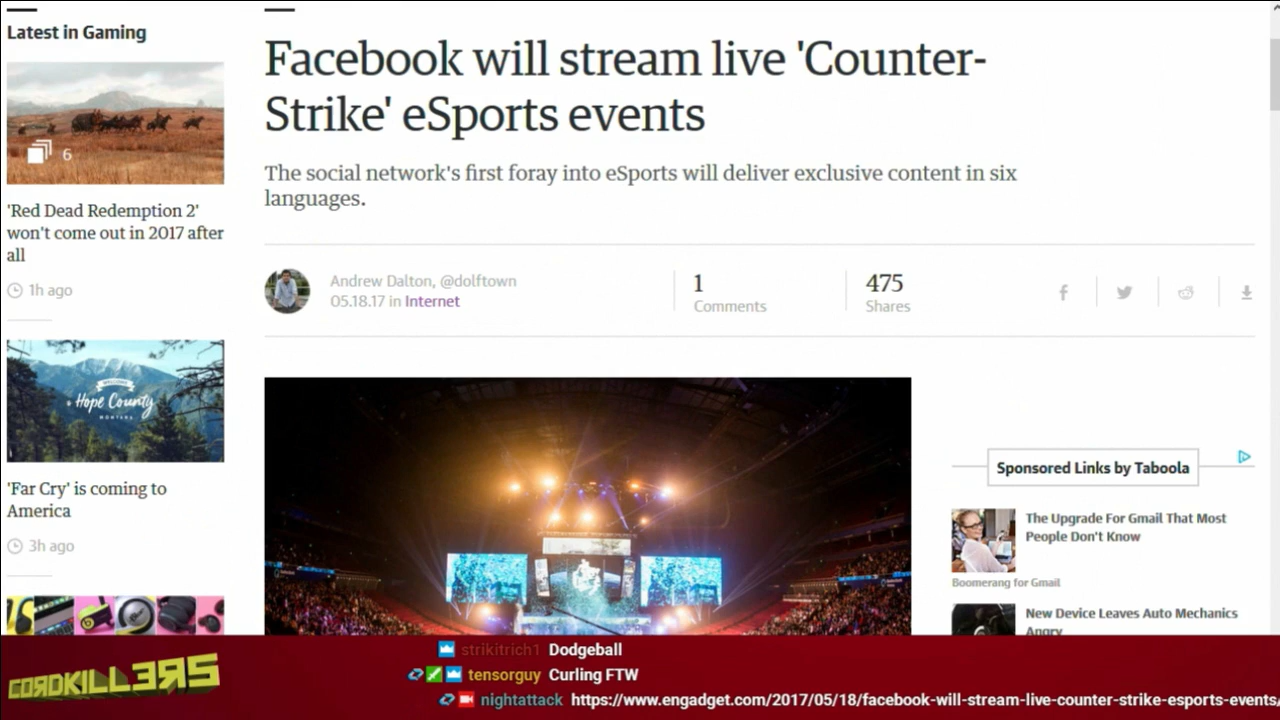 Latest in Gaming
6
'Red Dead Redemption 2'
won't come out in 2017 after
all
1h ago
WELCOME
Hope County
MONTANA
'Far Cry' is coming to
America
3h ago
Facebook will stream live 'Counter-
Strike' eSports events
The social network's first foray into eSports will deliver exclusive content in six
languages.
Andrew Dalton, @dolftown
05.18.17 in Internet
1
Comments
475
Shares
Sponsored Links by Taboola
The Upgrade For Gmail That Most
People Don't Know
Boomerang for Gmail
New Device Leaves Auto Mechanics
Angry
CORDKILLERS
strikitrich1 Dodgeball
tensorguy Curling FTW
nightattack https://www.engadget.com/2017/05/18/facebook-will-stream-live-counter-strike-esports-events/